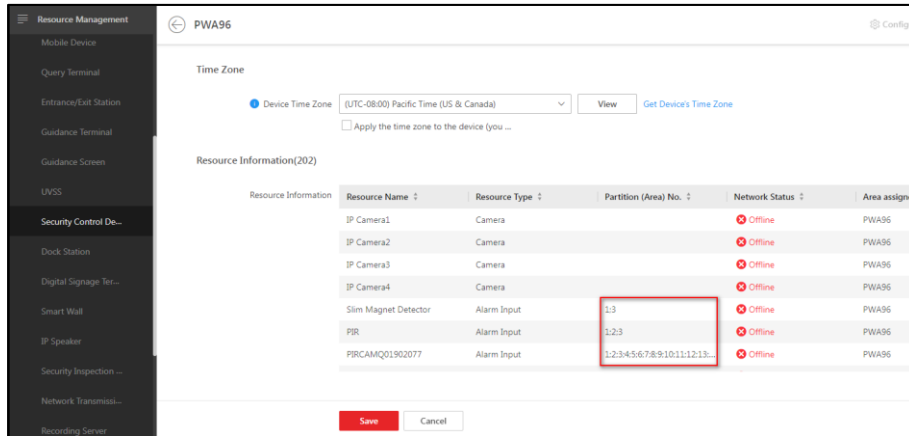 Resource Management
Mobile Device
Query Terminal
Entrance/Exit Station
Guidance Terminal
Guidance Screen
UVSS
Security Control De...
Dock Station
Digital Signage Ter...
Smart Wall
IP Speaker
Security Inspection ...
Network Transmissi...
Recording Server
PWA96
Config
Time Zone
Device Time Zone (UTC-08:00) Pacific Time (US & Canada) View Get Device's Time Zone
Apply the time zone to the device (you ...
Resource Information(202)
Resource Information
Resource Name Resource Type Partition (Area) No. Network Status Area assign
IP Camera1 Camera Offline PWA96
IP Camera2 Camera Offline PWA96
IP Camera3 Camera Offline PWA96
IP Camera4 Camera Offline PWA96
Slim Magnet Detector Alarm Input 1;3 Offline PWA96
PIR Alarm Input 1;2;3 Offline PWA96
PIRCAMQ01902077 Alarm Input 1;2;3;4;5;6;7;8;9;10;11;12;13;... Offline PWA96
Save Cancel